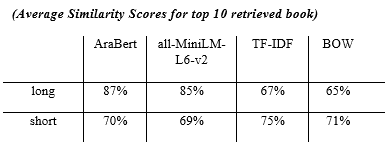 (Average Similarity Scores for top 10 retrieved book)
AraBert all-MiniLM-L6-v2 TF-IDF BOW
long 87% 85% 67% 65%
short 70% 69% 75% 71%